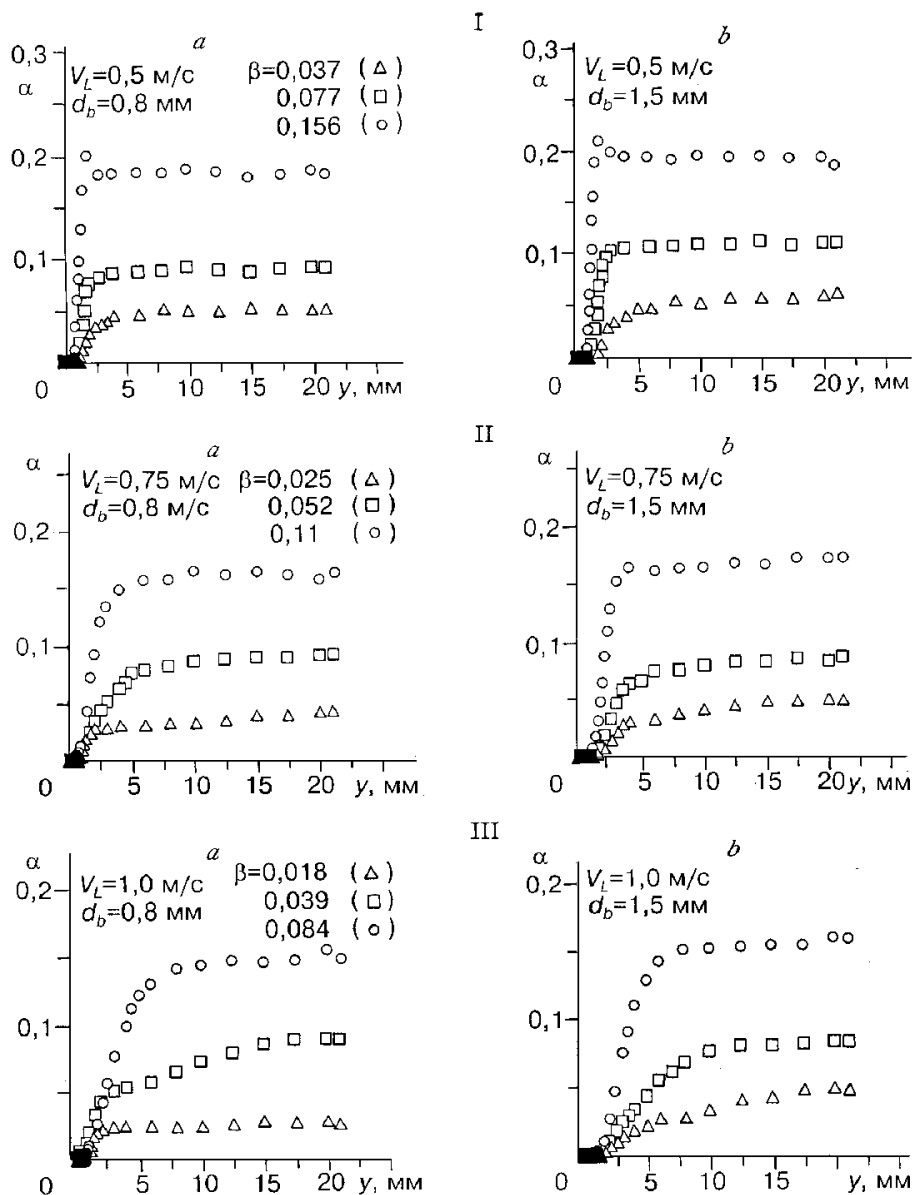 I
a
0,3
α
V_L=0,5 м/с β=0,037 (△)
d_b=0,8 мм 0,077 (□)
0,156 (○)
0,2
0,1
0 5 10 15 20 y, мм
b
0,3
α
V_L=0,5 м/с
d_b=1,5 мм
0,2
0,1
0 5 10 15 20 y, мм
II
a
α
V_L=0,75 м/с β=0,025 (△)
d_b=0,8 м/с 0,052 (□)
0,11 (○)
0,2
0,1
0 5 10 15 20 y, мм
b
α
V_L=0,75 м/с
d_b=1,5 мм
0,2
0,1
0 5 10 15 20 y, мм
III
a
α
0,2
V_L=1,0 м/с β=0,018 (△)
d_b=0,8 мм 0,039 (□)
0,084 (○)
0,1
0 5 10 15 20 y, мм
b
α
0,2
V_L=1,0 м/с
d_b=1,5 мм
0,1
0 5 10 15 20 y, мм